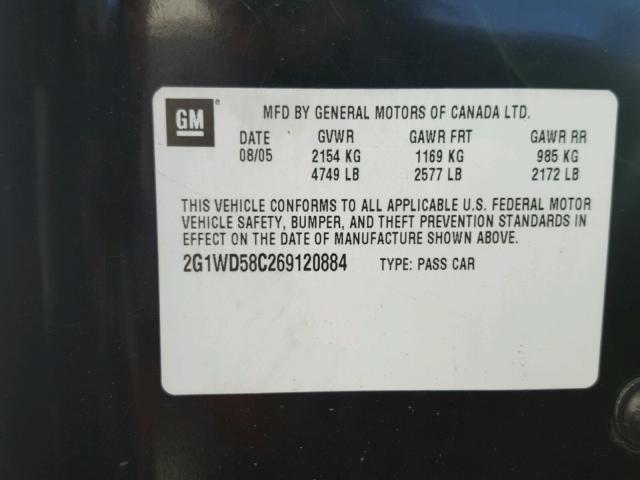 GM ®
MFD BY GENERAL MOTORS OF CANADA LTD.
DATE GVWR GAWR FRT GAWR RR
08/05 2154 KG 1169 KG 985 KG
4749 LB 2577 LB 2172 LB
THIS VEHICLE CONFORMS TO ALL APPLICABLE U.S. FEDERAL MOTOR
VEHICLE SAFETY, BUMPER, AND THEFT PREVENTION STANDARDS IN
EFFECT ON THE DATE OF MANUFACTURE SHOWN ABOVE.
2G1WD58C269120884 TYPE: PASS CAR